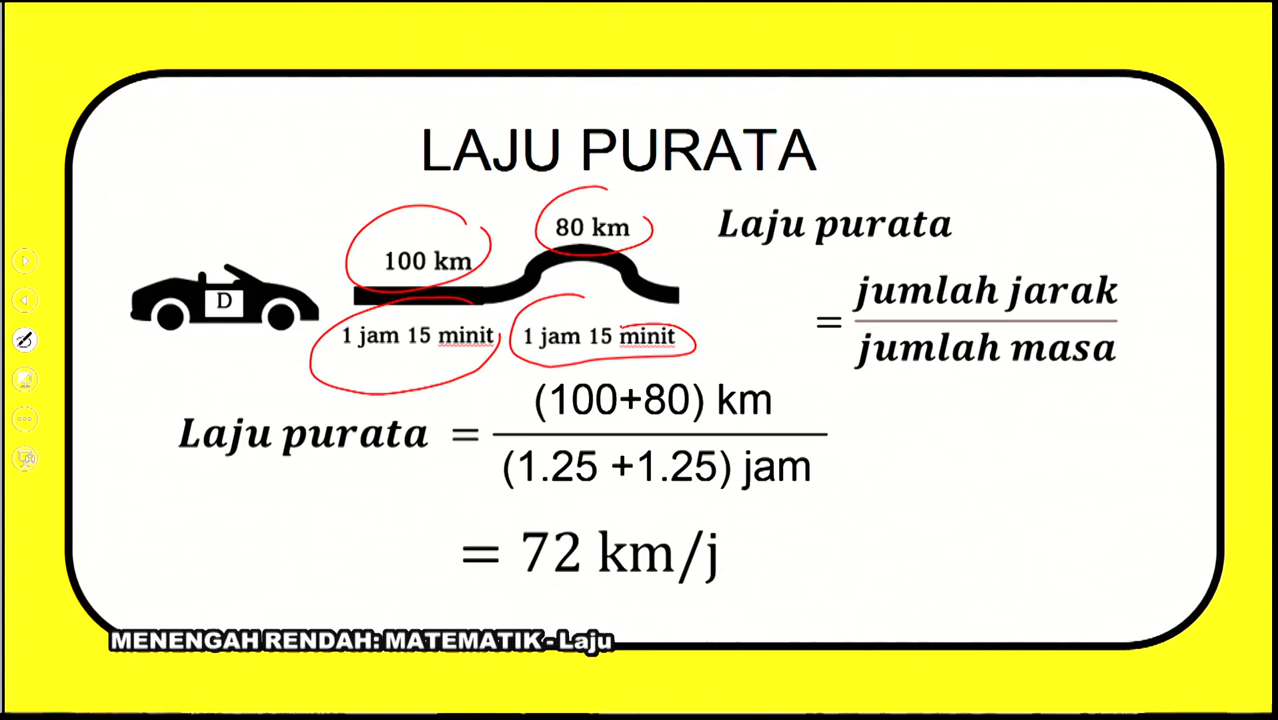 LAJU PURATA
80 km
100 km
D
1 jam 15 minit
1 jam 15 minit
Laju purata
= jumlah jarak
jumlah masa
Laju purata = (100+80) km
(1.25 +1.25) jam
= 72 km/j
MENENGAH RENDAH: MATEMATIK - Laju